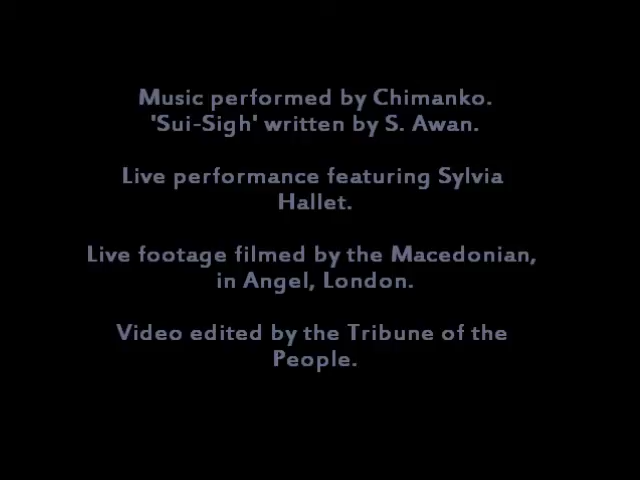 Music performed by Chimanko.
'Sui-Sigh' written by S. Awan.
Live performance featuring Sylvia
Hallet.
Live footage filmed by the Macedonian,
in Angel, London.
Video edited by the Tribune of the
People.